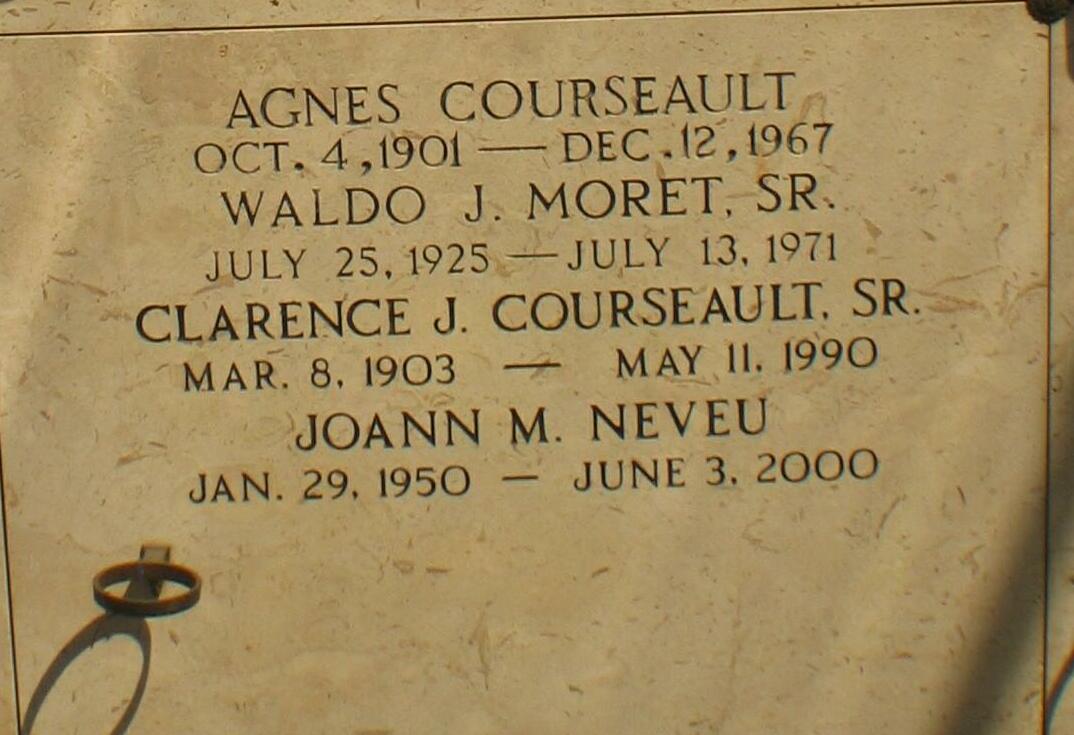 AGNES COURSEAULT
OCT. 4, 1901 — DEC. 12, 1967
WALDO J. MORET, SR.
JULY 25, 1925 — JULY 13, 1971
CLARENCE J. COURSEAULT, SR.
MAR. 8, 1903 — MAY 11, 1990
JOANN M. NEVEU
JAN. 29, 1950 — JUNE 3, 2000